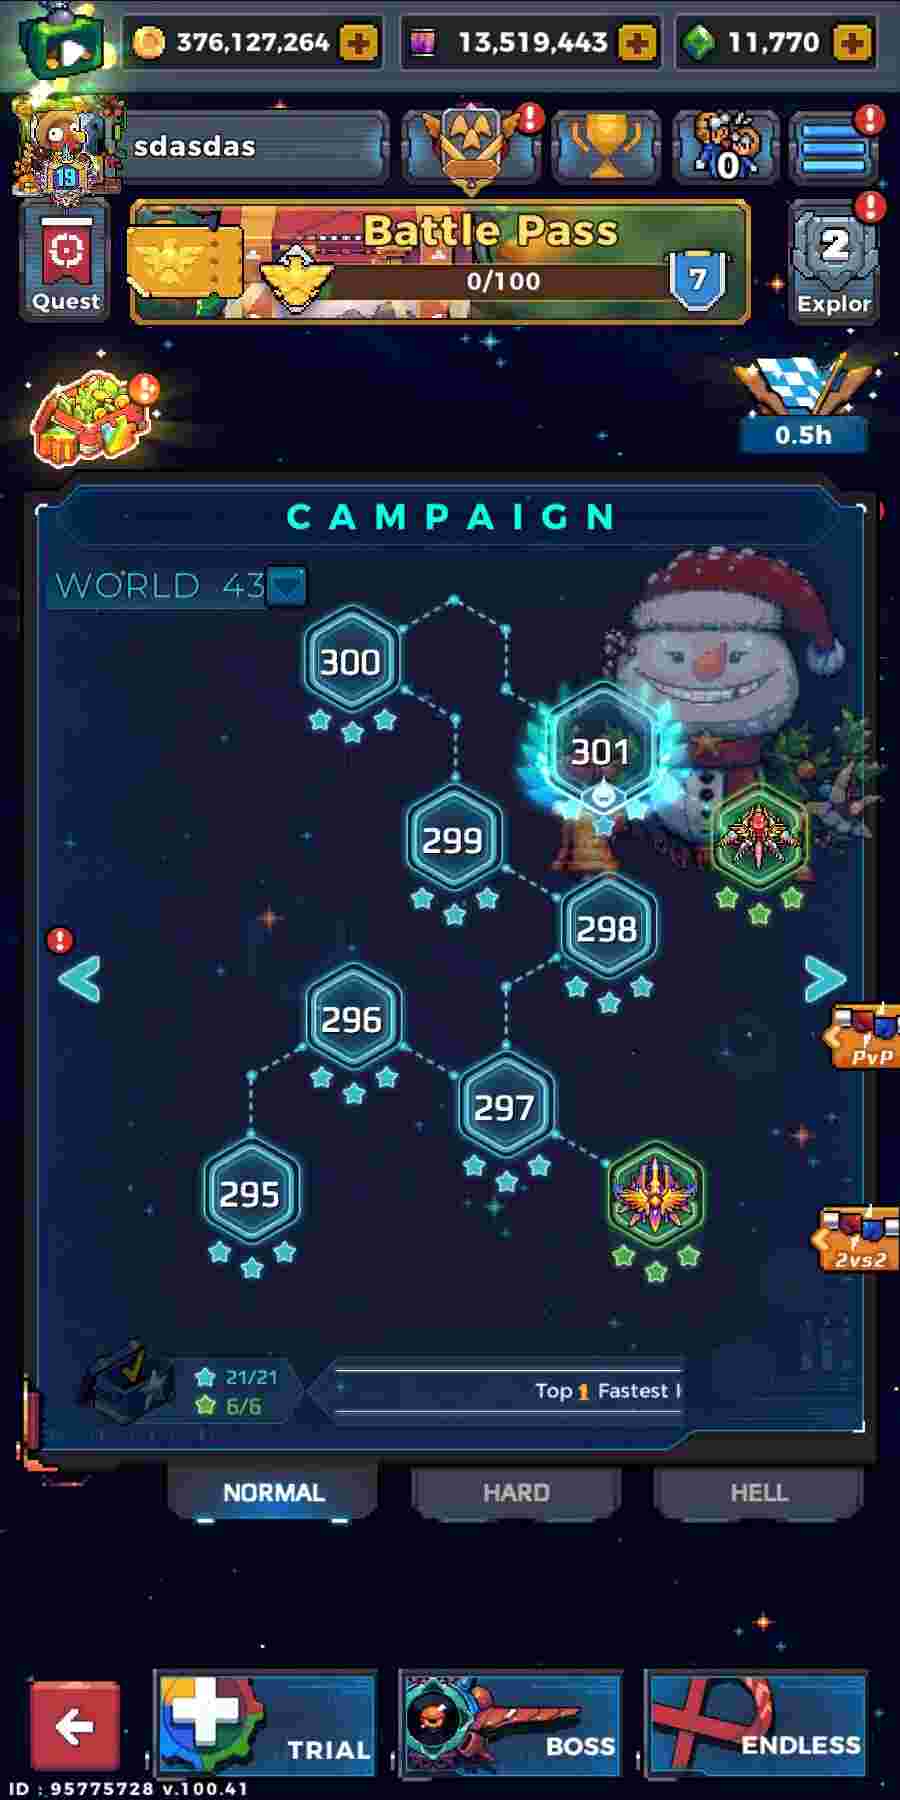 376,127,264
13,519,443
11,770
sdasdas
19
0
Battle Pass
0/100
7
Quest
2
Explor
0.5h
CAMPAIGN
WORLD 43
300
301
299
298
296
297
295
PvP
2vs2
21/21
6/6
Top 1 Fastest
NORMAL
HARD
HELL
TRIAL
BOSS
ENDLESS
ID : 95775728 v.100.41